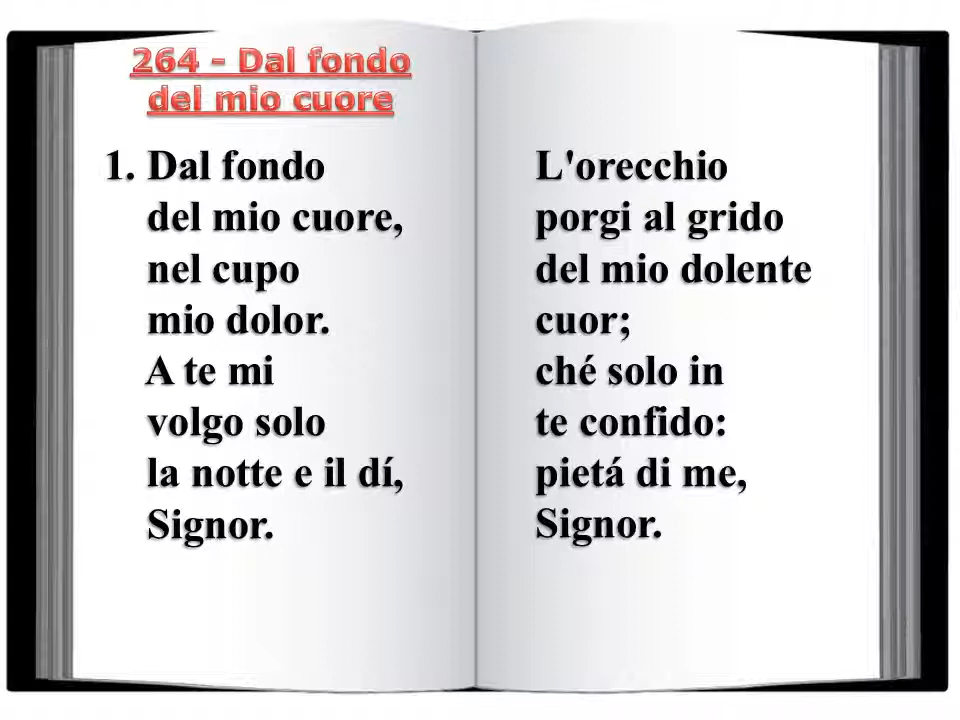 264 - Dal fondo
del mio cuore
1. Dal fondo
del mio cuore,
nel cupo
mio dolor.
A te mi
volgo solo
la notte e il dí,
Signor.
L'orecchio
porgi al grido
del mio dolente
cuor;
ché solo in
te confido:
pietá di me,
Signor.